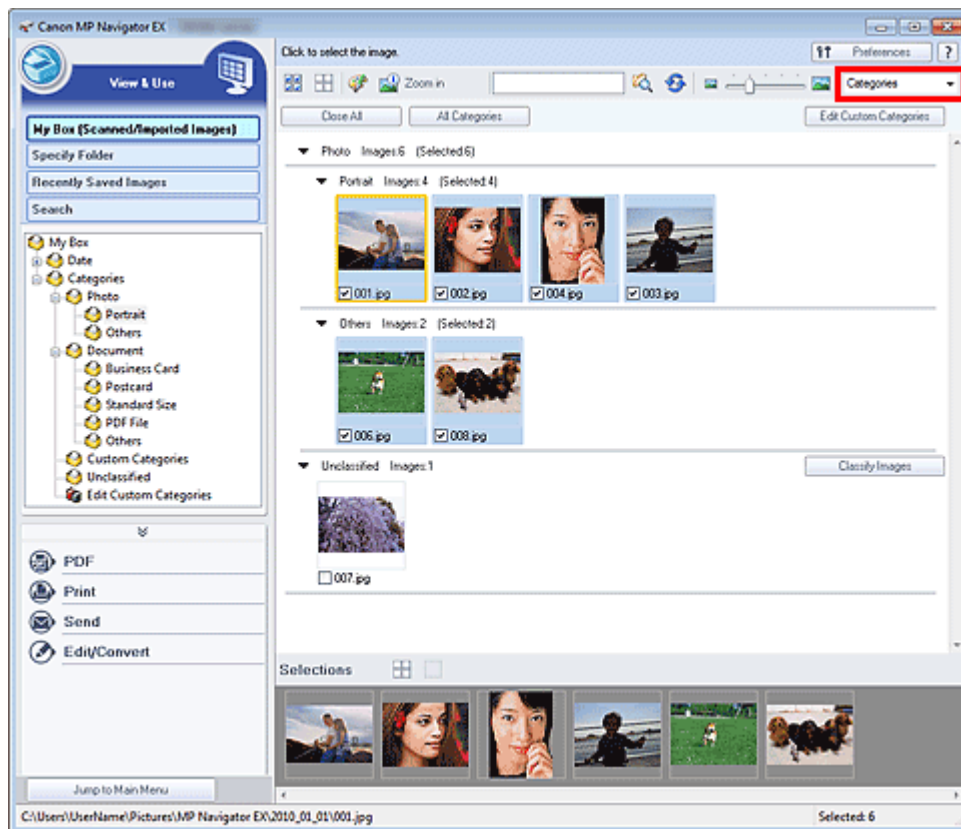 Canon MP Navigator EX
View & Use
My Box (Scanned/Imported Images)
Specify Folder
Recently Saved Images
Search
My Box
Date
Categories
Photo
Portrait
Others
Document
Business Card
Postcard
Standard Size
PDF File
Others
Custom Categories
Unclassified
Edit Custom Categories
PDF
Print
Send
Edit/Convert
Jump to Main Menu
Click to select the image.
Preferences ?
Zoom in
Categories
Close All All Categories Edit Custom Categories
Photo Images:6 (Selected:6)
Portrait Images:4 (Selected:4)
001.jpg 002.jpg 004.jpg 003.jpg
Others Images:2 (Selected:2)
006.jpg 008.jpg
Unclassified Images:1 Classify Images
007.jpg
Selections
C:\Users\UserName\Pictures\MP Navigator EX\2010_01_01\001.jpg Selected: 6